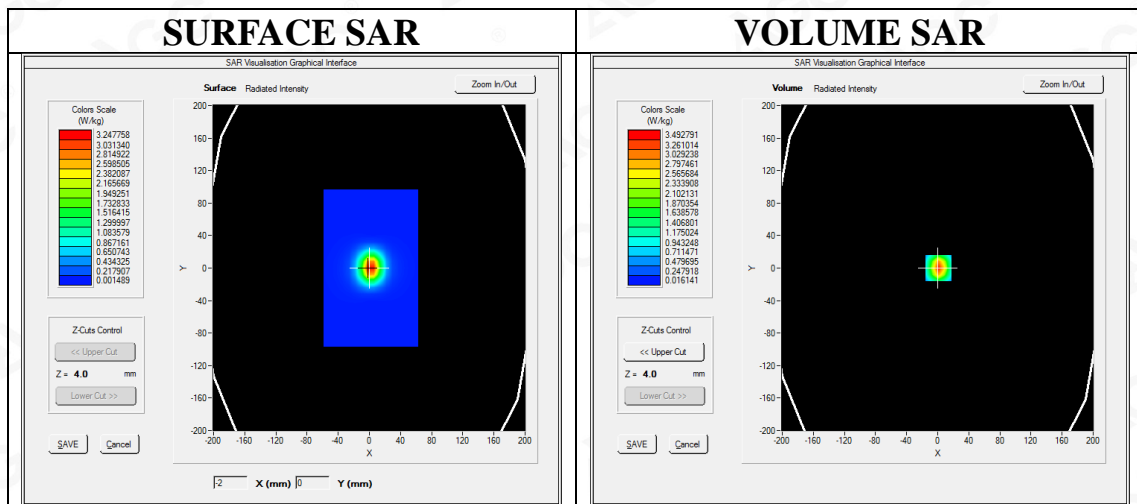 SURFACE SAR
SAR Visualisation Graphical Interface
Surface Radiated Intensity
Zoom In/Out
Colors Scale
(W/kg)
3.247758
3.031340
2.814922
2.598505
2.382087
2.165669
1.949251
1.732833
1.516415
1.299997
1.083579
0.867161
0.650743
0.434325
0.217907
0.001489
Z-Cuts Control
<< Upper Cut
Z = 4.0 mm
Lower Cut >>
SAVE Cancel
200
160
120
80
40
0
-40
-80
-120
-160
-200
Y
-200 -160 -120 -80 -40 0 40 80 120 160 200
X
-2 X (mm) 0 Y (mm)
VOLUME SAR
SAR Visualisation Graphical Interface
Volume Radiated Intensity
Zoom In/Out
Colors Scale
(W/kg)
3.492791
3.261014
3.029238
2.797461
2.565684
2.333908
2.102131
1.870354
1.638578
1.406801
1.175024
0.943248
0.711471
0.479695
0.247918
0.016141
Z-Cuts Control
<< Upper Cut
Z = 4.0 mm
Lower Cut >>
SAVE Cancel
200
160
120
80
40
0
-40
-80
-120
-160
-200
Y
-200 -160 -120 -80 -40 0 40 80 120 160 200
X